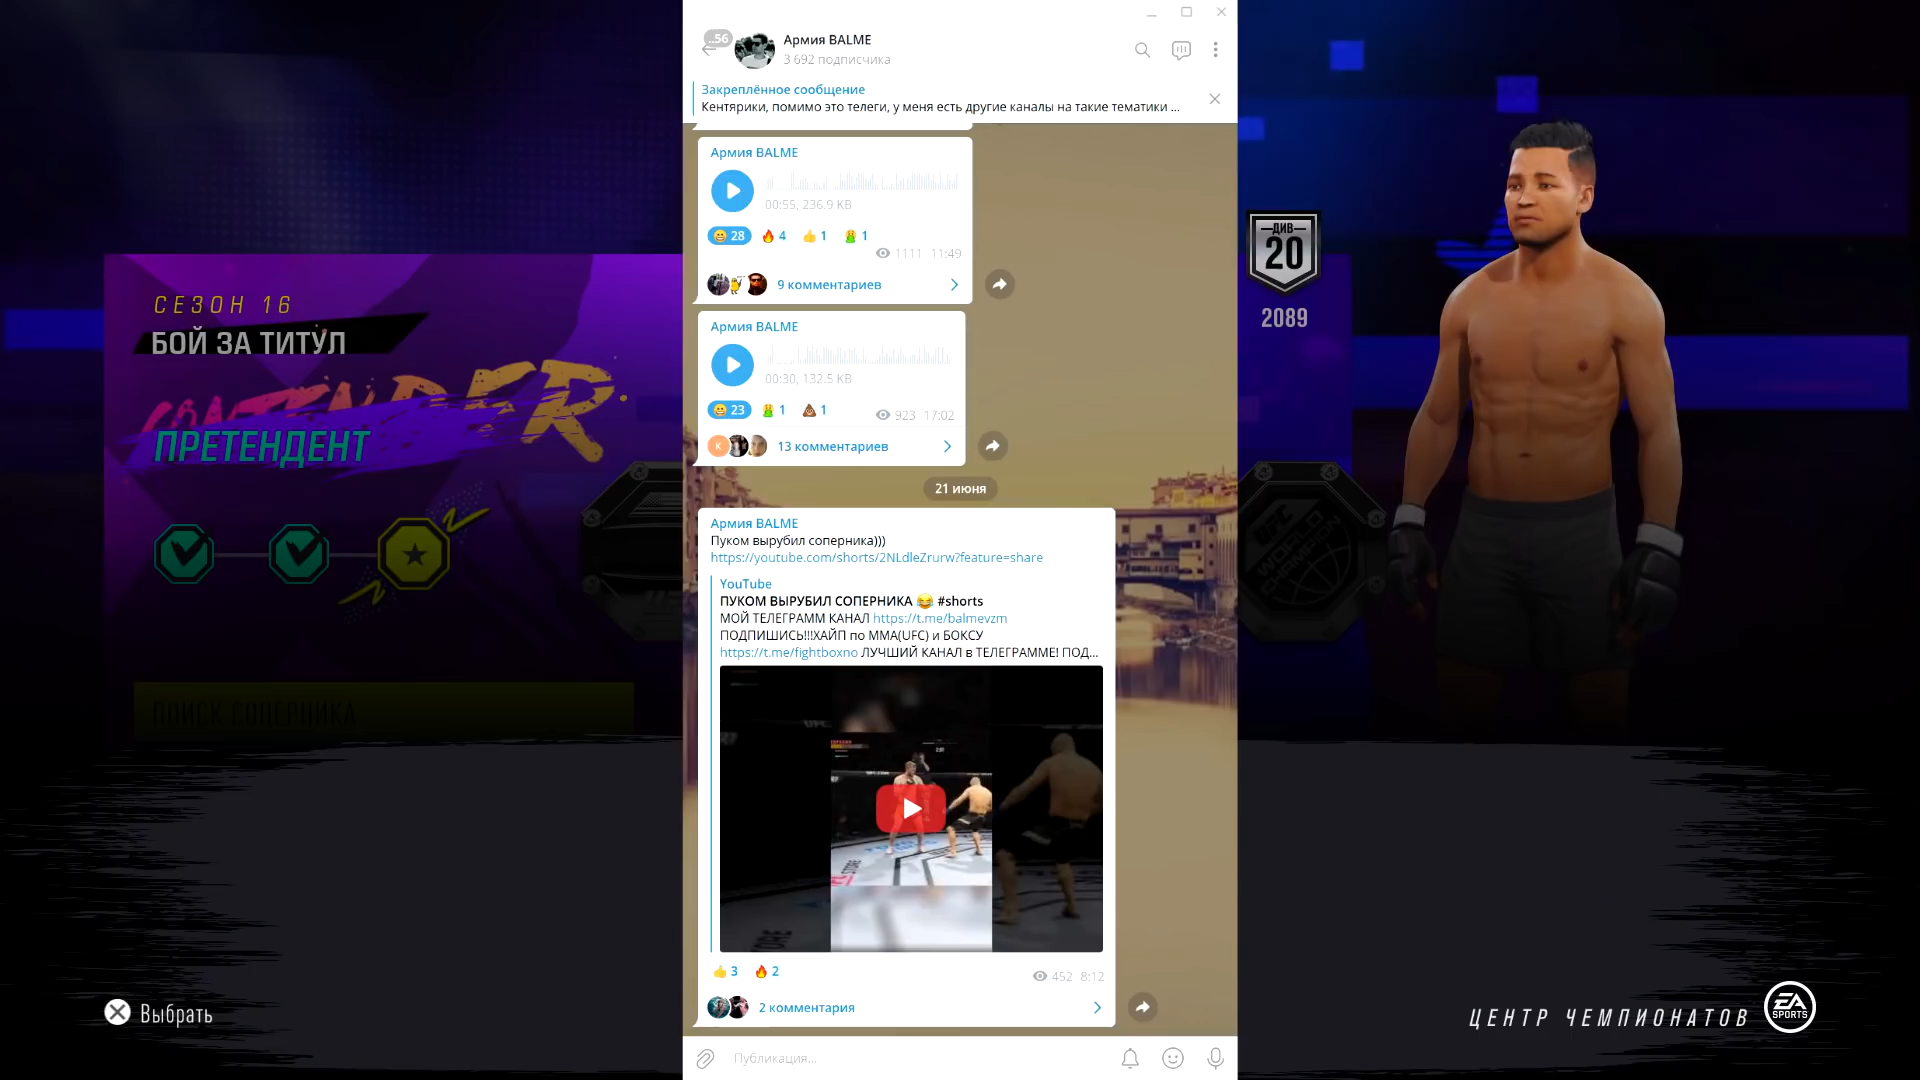 ..56
Армия BALME
3 692 подписчика
Закреплённое сообщение
Кентярики, помимо это телеги, у меня есть другие каналы на такие тематики ...
Армия BALME
00:55, 236.9 KB
28 4 1 1
1111 11:49
9 комментариев
Армия BALME
00:30, 132.5 KB
23 1 1
923 17:02
К
13 комментариев
21 июня
Армия BALME
Пуком вырубил соперника)))
https://youtube.com/shorts/2NLdleZrurw?feature=share
YouTube
ПУКОМ ВЫРУБИЛ СОПЕРНИКА 😂 #shorts
МОЙ ТЕЛЕГРАММ КАНАЛ https://t.me/balmevzm
ПОДПИШИСЬ!!!ХАЙП по ММА(UFC) и БОКСУ
https://t.me/fightboxno ЛУЧШИЙ КАНАЛ в ТЕЛЕГРАММЕ! ПОД...
3 2
452 8:12
2 комментария
Публикация...
СЕЗОН 16
БОЙ ЗА ТИТУЛ
CONTENDER
ПРЕТЕНДЕНТ
ПОИСК СОПЕРНИКА
Выбрать
ДИВ
20
2089
UFC
WORLD
CHAMPION
ЦЕНТР ЧЕМПИОНАТОВ
EA
SPORTS